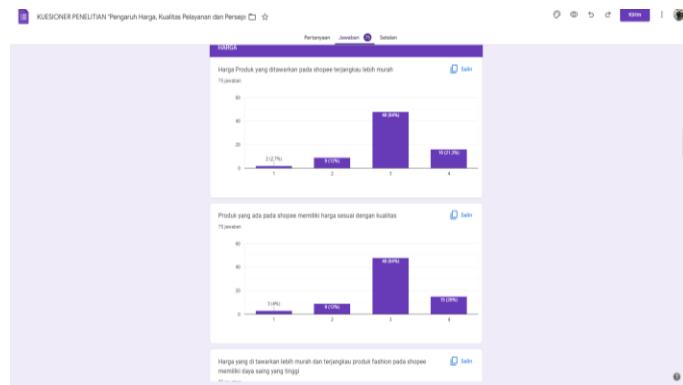 KUESIONER PENELITIAN "Pengaruh Harga, Kualitas Pelayanan dan Persepi
Kirim
Pertanyaan Jawaban 75 Setelan
HARGA
Harga Produk yang ditawarkan pada shopee terjangkau lebih murah
Salin
75 jawaban
60
40
20
0
2 (2,7%)
9 (12%)
48 (64%)
16 (21,3%)
1 2 3 4
Produk yang ada pada shopee memiliki harga sesuai dengan kualitas
Salin
75 jawaban
60
40
20
0
3 (4%)
9 (12%)
48 (64%)
15 (20%)
1 2 3 4
Harga yang di tawarkan lebih murah dan terjangkau produk fashion pada shopee
memiliki daya saing yang tinggi
Salin